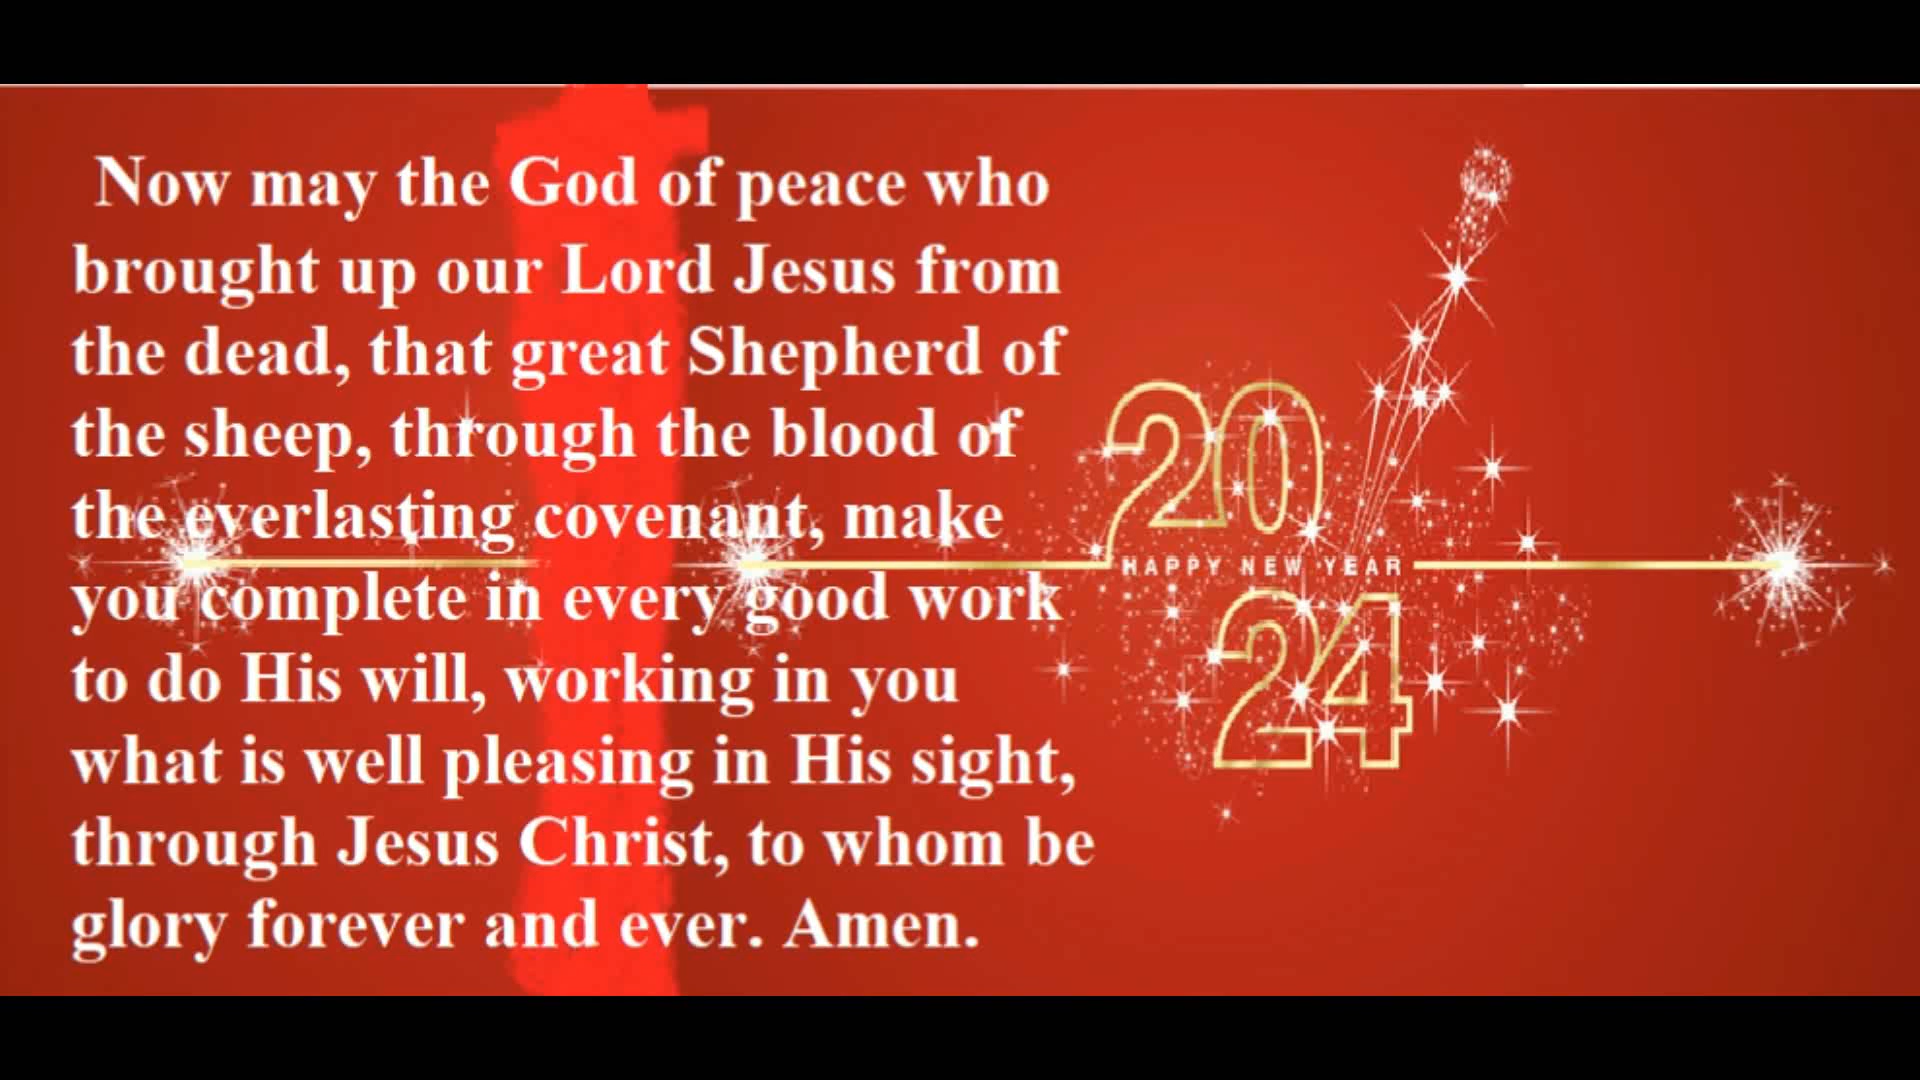 Now may the God of peace who
brought up our Lord Jesus from
the dead, that great Shepherd of
the sheep, through the blood of
the everlasting covenant, make
you complete in every good work
to do His will, working in you
what is well pleasing in His sight,
through Jesus Christ, to whom be
glory forever and ever. Amen.
20
HAPPY NEW YEAR
24